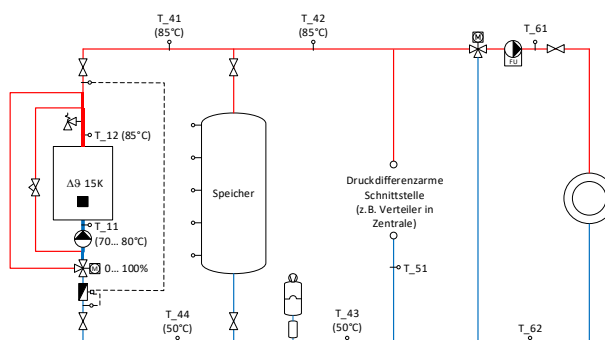 T_41
(85°C)
T_42
(85°C)
M
T_61
FU
T_12 (85°C)
Δϑ 15K
Speicher
Druckdifferenzarme
Schnittstelle
(z.B. Verteiler in
Zentrale)
T_11
(70... 80°C)
M
0... 100%
T_51
T_44
(50°C)
T_43
(50°C)
T_62